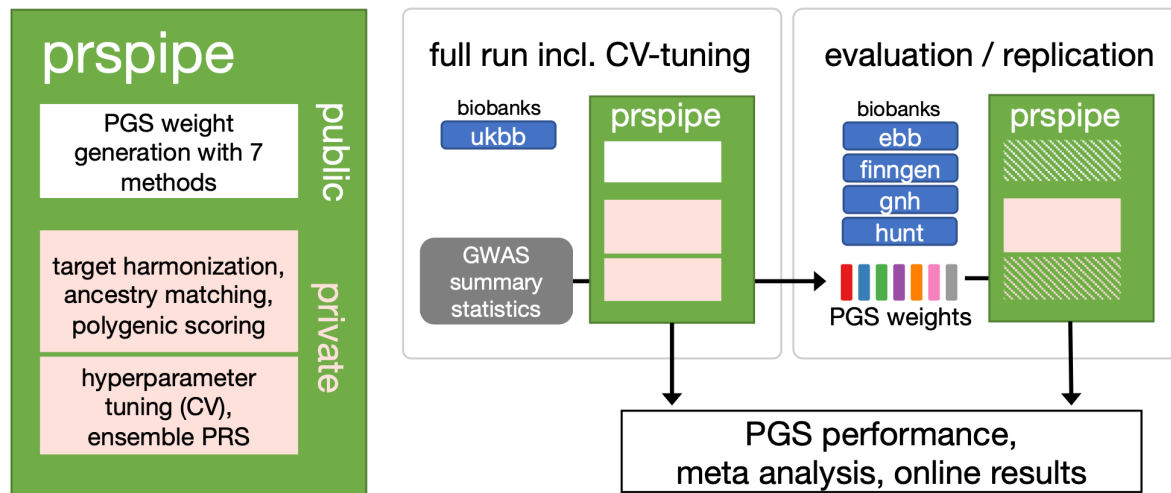 prspipe
PGS weight
generation with 7
methods
public
target harmonization,
ancestry matching,
polygenic scoring
hyperparameter
tuning (CV),
ensemble PRS
private
full run incl. CV-tuning
biobanks
ukbb
GWAS
summary
statistics
prspipe
evaluation / replication
biobanks
ebb
finngen
gnh
hunt
PGS weights
prspipe
PGS performance,
meta analysis, online results